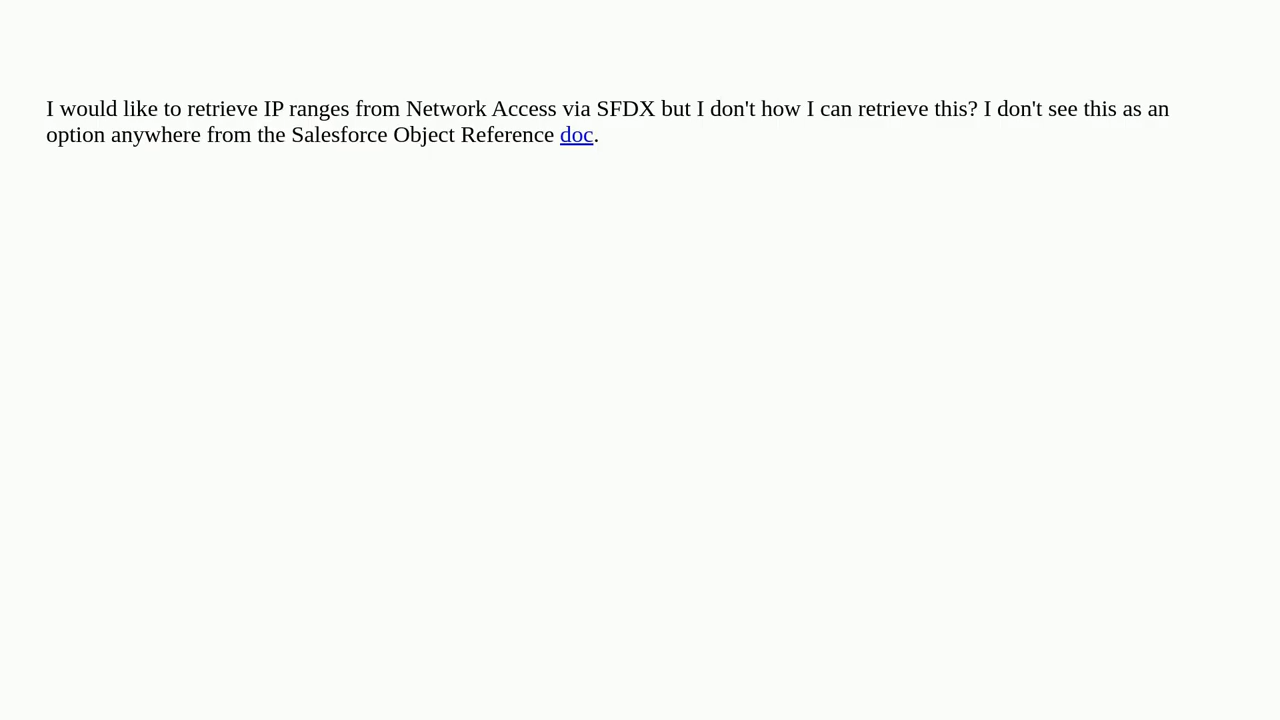 I would like to retrieve IP ranges from Network Access via SFDX but I don't how I can retrieve this? I don't see this as an
option anywhere from the Salesforce Object Reference doc.